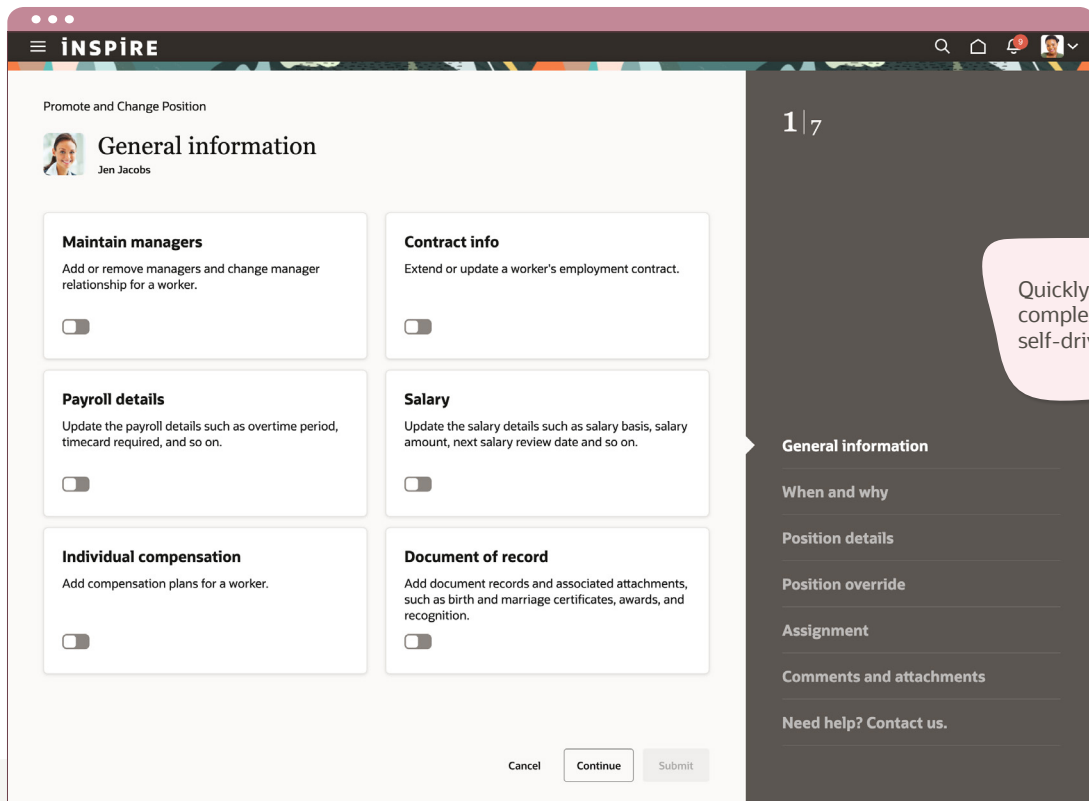 iNSPiRE
9
Promote and Change Position
General information
Jen Jacobs
Maintain managers
Add or remove managers and change manager
relationship for a worker.
Contract info
Extend or update a worker's employment contract.
Payroll details
Update the payroll details such as overtime period,
timecard required, and so on.
Salary
Update the salary details such as salary basis, salary
amount, next salary review date and so on.
Individual compensation
Add compensation plans for a worker.
Document of record
Add document records and associated attachments,
such as birth and marriage certificates, awards, and
recognition.
Cancel
Continue
Submit
1|7
Quickly
General information
When and why
Position details
Position override
Assignment
Comments and attachments
Need help? Contact us.